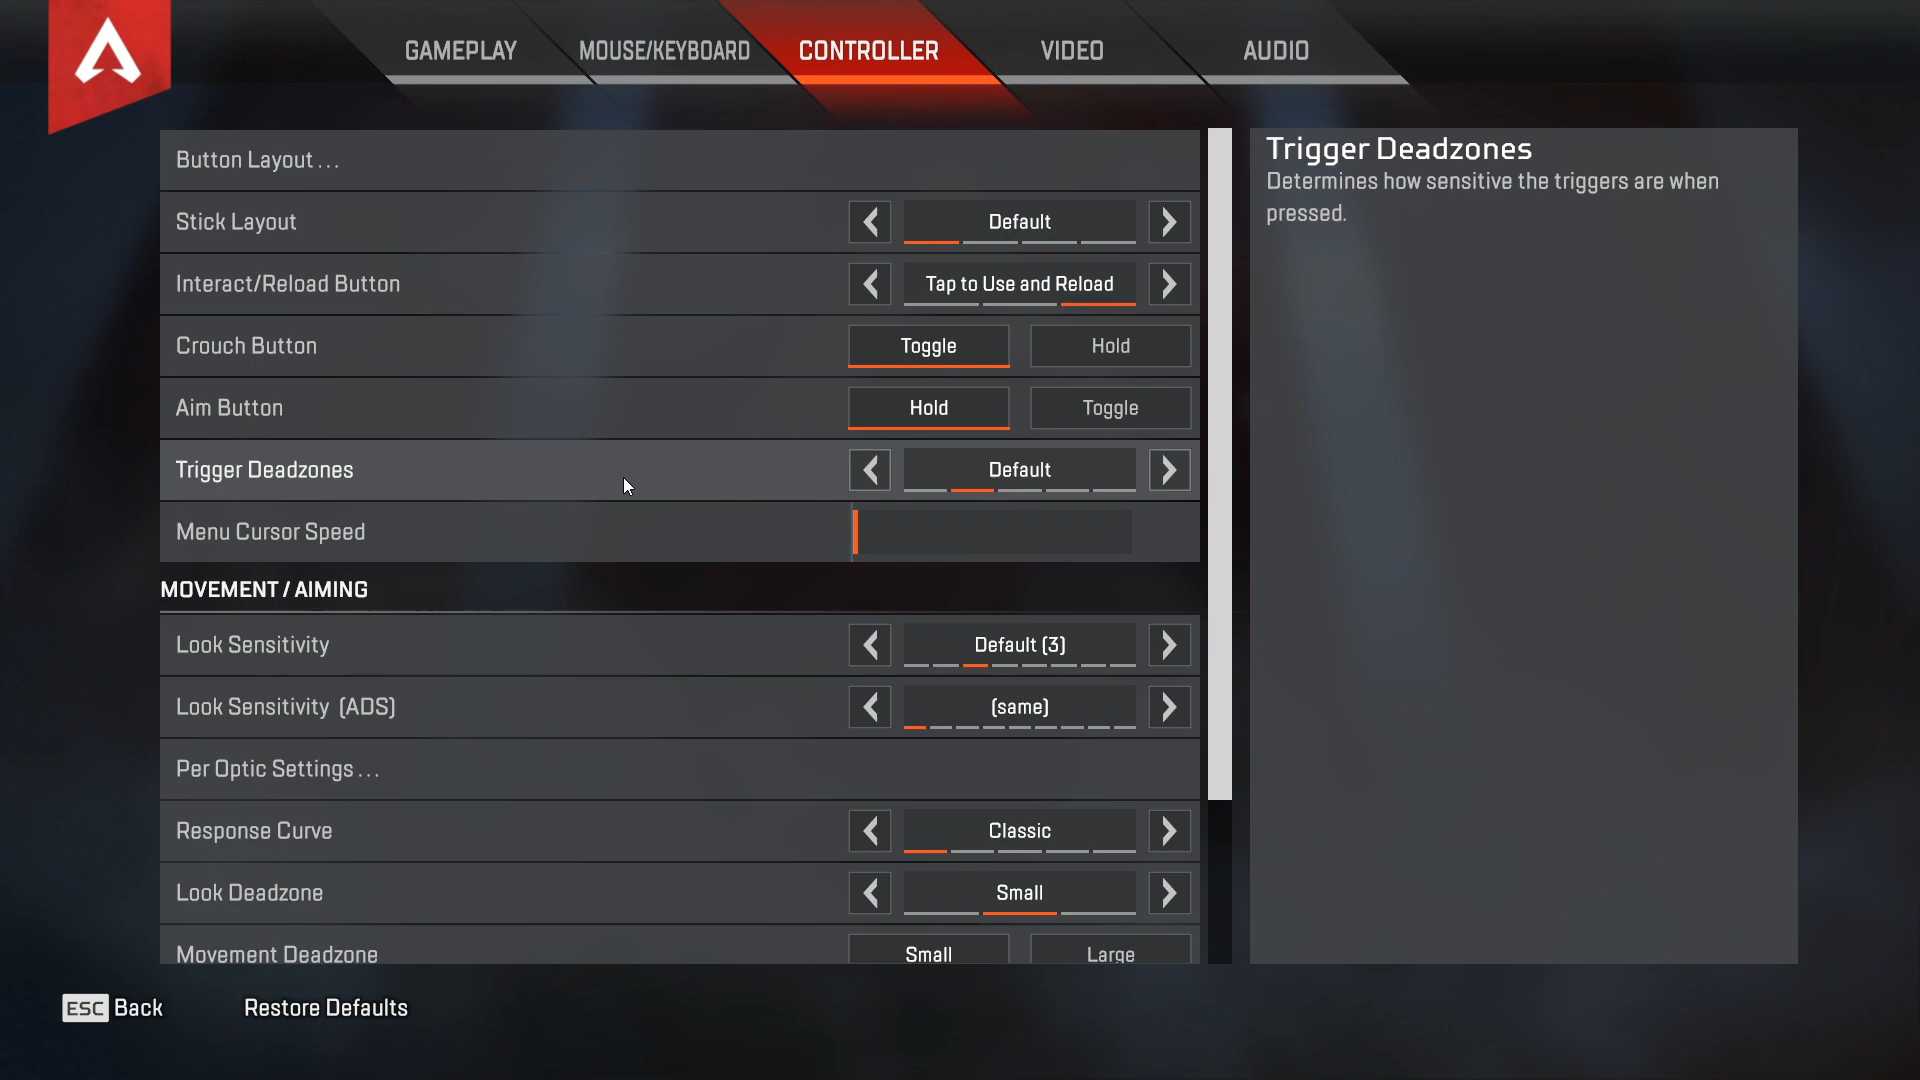 GAMEPLAY MOUSE/KEYBOARD CONTROLLER VIDEO AUDIO
Button Layout...
Stick Layout Default
Interact/Reload Button Tap to Use and Reload
Crouch Button Toggle Hold
Aim Button Hold Toggle
Trigger Deadzones Default
Menu Cursor Speed
MOVEMENT / AIMING
Look Sensitivity Default (3)
Look Sensitivity (ADS) (same)
Per Optic Settings...
Response Curve Classic
Look Deadzone Small
Movement Deadzone Small Large
Trigger Deadzones
Determines how sensitive the triggers are when
pressed.
ESC Back Restore Defaults